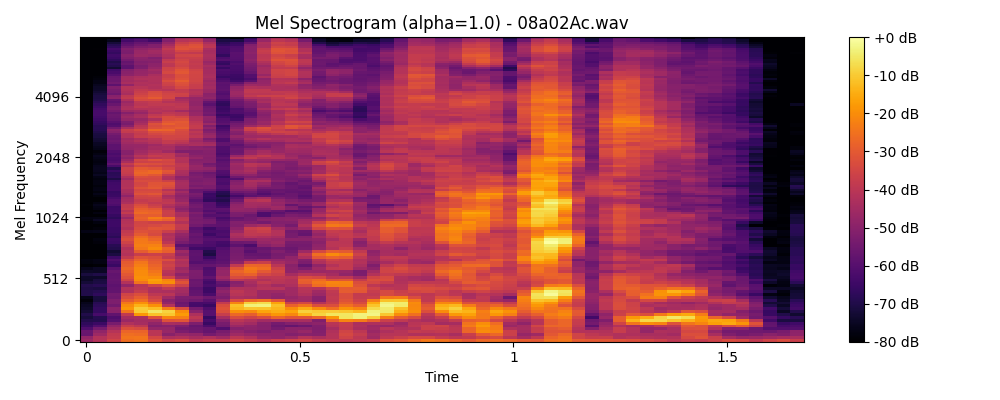 Mel Spectrogram (alpha=1.0) - 08a02Ac.wav
Mel Frequency
4096
2048
1024
512
0
0
0.5
1
1.5
Time
+0 dB
-10 dB
-20 dB
-30 dB
-40 dB
-50 dB
-60 dB
-70 dB
-80 dB